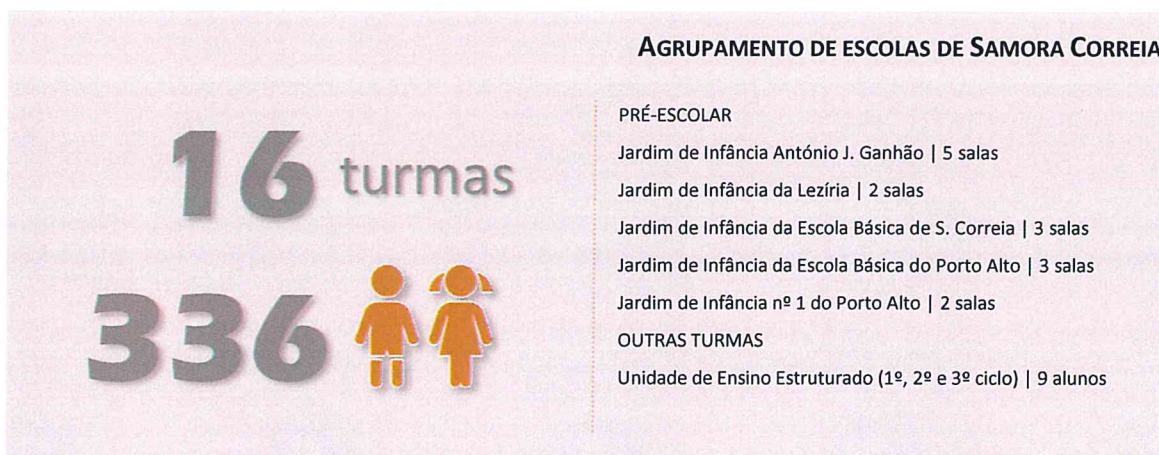 AGRUPAMENTO DE ESCOLAS DE SAMORA CORREIA
16 turmas
336
PRÉ-ESCOLAR
Jardim de Infância António J. Ganhão | 5 salas
Jardim de Infância da Lezíria | 2 salas
Jardim de Infância da Escola Básica de S. Correia | 3 salas
Jardim de Infância da Escola Básica do Porto Alto | 3 salas
Jardim de Infância nº 1 do Porto Alto | 2 salas
OUTRAS TURMAS
Unidade de Ensino Estruturado (1º, 2º e 3º ciclo) | 9 alunos